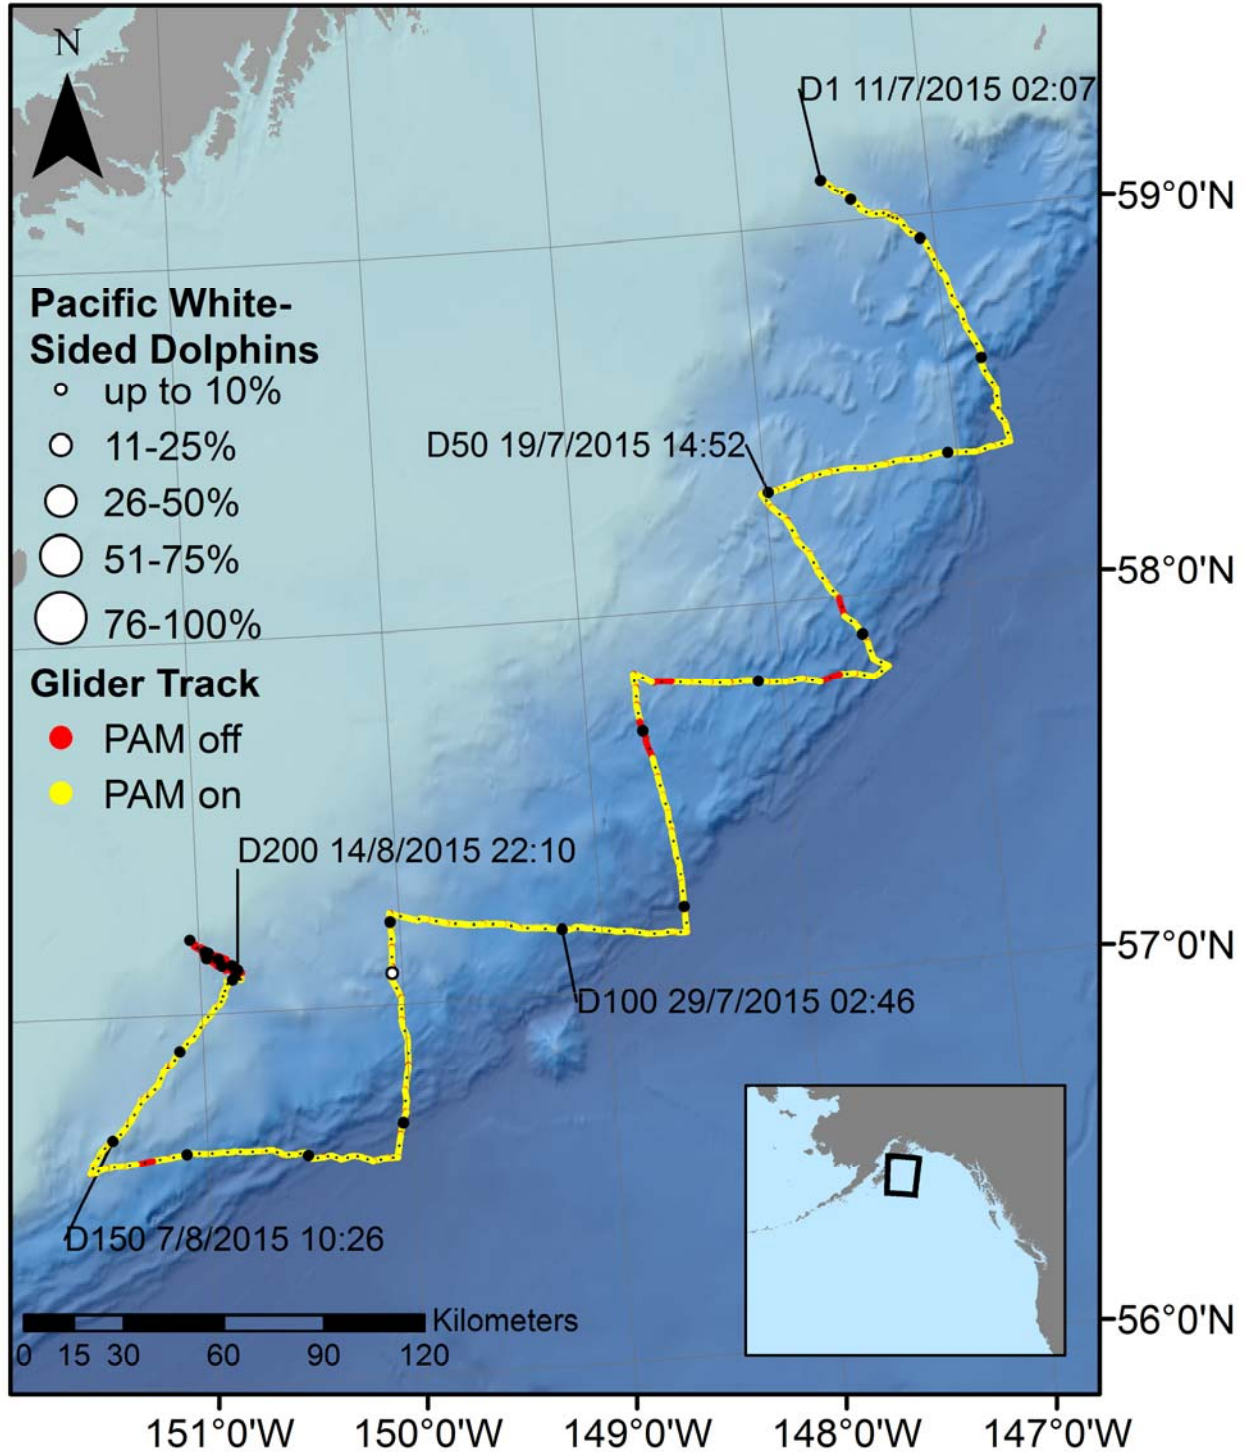 N
D1 11/7/2015 02:07
59°0'N
Pacific White-
Sided Dolphins
up to 10%
11-25%
26-50%
51-75%
76-100%
D50 19/7/2015 14:52
58°0'N
Glider Track
PAM off
PAM on
D200 14/8/2015 22:10
57°0'N
D100 29/7/2015 02:46
D150 7/8/2015 10:26
Kilometers
0 15 30 60 90 120
56°0'N
151°0'W 150°0'W 149°0'W 148°0'W 147°0'W